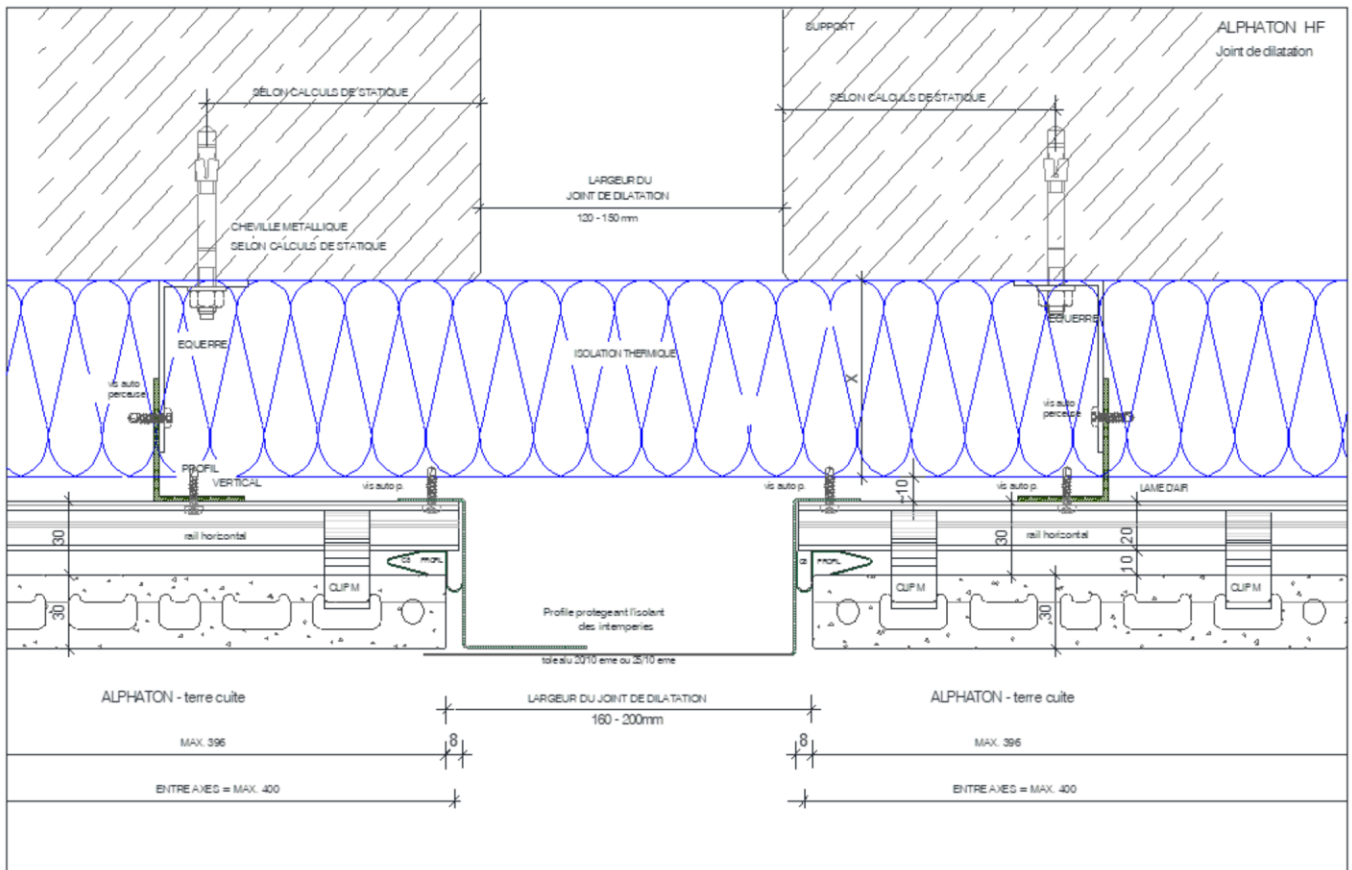 SUPPORT
ALPHATON HF
Joint de dilatation
SELON CALCULS DE STATIQUE
SELON CALCULS DE STATIQUE
LARGEUR DU
JOINT DE DILATATION
120 - 150 mm
CHEVILLE METALLIQUE
SELON CALCULS DE STATIQUE
EQUERRE
EQUERRE
ISOLATION THERMIQUE
X
vis auto
perceuse
vis auto
perceuse
PROFIL
VERTICAL
vis auto p.
vis auto p.
vis auto p.
LAME D'AIR
~10
30
rail horizontal
30
rail horizontal
20
10
PROFIL
PROFIL
CLIP M
CLIP M
CLIP M
30
30
Profile protegeant l'isolant
des intemperies
tole alu 20/10 eme ou 25/10 eme
ALPHATON - terre cuite
LARGEUR DU JOINT DE DILATATION
160 - 200mm
ALPHATON - terre cuite
MAX. 396
8
8
MAX. 396
ENTRE AXES = MAX. 400
ENTRE AXES = MAX. 400